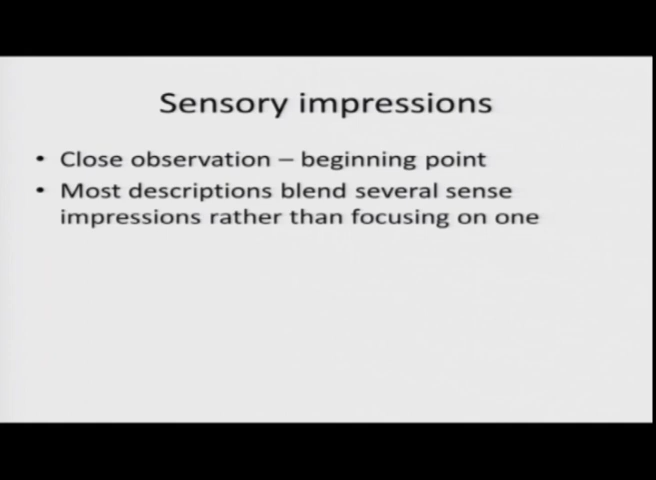 Sensory impressions
• Close observation – beginning point
• Most descriptions blend several sense
impressions rather than focusing on one